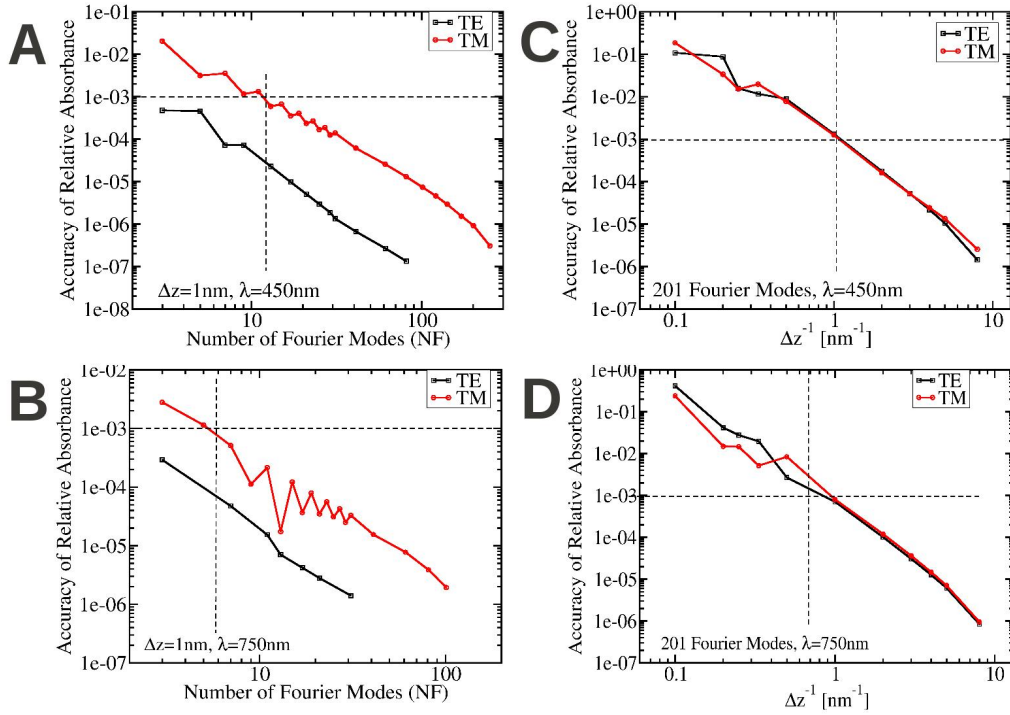 A
Accuracy of Relative Absorbance
1e-01
1e-02
1e-03
1e-04
1e-05
1e-06
1e-07
1e-08
TE
TM
Δz=1nm, λ=450nm
10
100
Number of Fourier Modes (NF)
C
Accuracy of Relative Absorbance
1e+00
1e-01
1e-02
1e-03
1e-04
1e-05
1e-06
1e-07
TE
TM
201 Fourier Modes, λ=450nm
0.1
1
10
Δz⁻¹ [nm⁻¹]
B
Accuracy of Relative Absorbance
1e-02
1e-03
1e-04
1e-05
1e-06
1e-07
TE
TM
Δz=1nm, λ=750nm
10
100
Number of Fourier Modes (NF)
D
Accuracy of Relative Absorbance
1e+00
1e-01
1e-02
1e-03
1e-04
1e-05
1e-06
1e-07
TE
TM
201 Fourier Modes, λ=750nm
0.1
1
10
Δz⁻¹ [nm⁻¹]